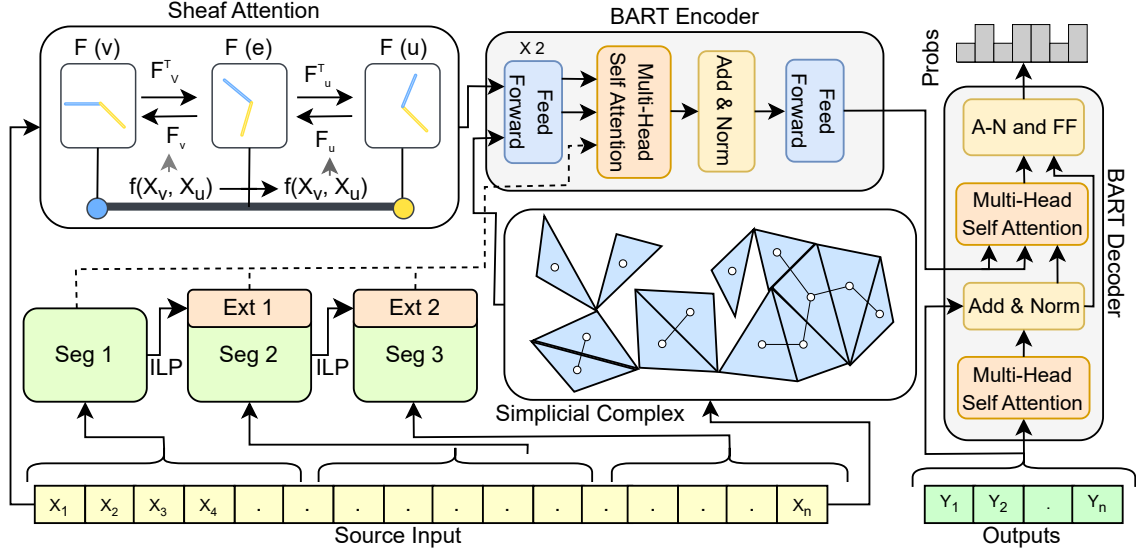 Sheaf Attention
F (v)
F (e)
F (u)
F^T_v
F^T_u
F_v
F_u
f(X_v, X_u)
f(X_v, X_u)
BART Encoder
X 2
Feed
Forward
Multi-Head
Self Attention
Add & Norm
Feed
Forward
Probs
A-N and FF
Multi-Head
Self Attention
Add & Norm
Multi-Head
Self Attention
BART Decoder
Seg 1
ILP
Ext 1
Seg 2
ILP
Ext 2
Seg 3
Simplicial Complex
X_1 X_2 X_3 X_4 . . . . . . . . . . . X_n
Source Input
Y_1 Y_2 . Y_n
Outputs